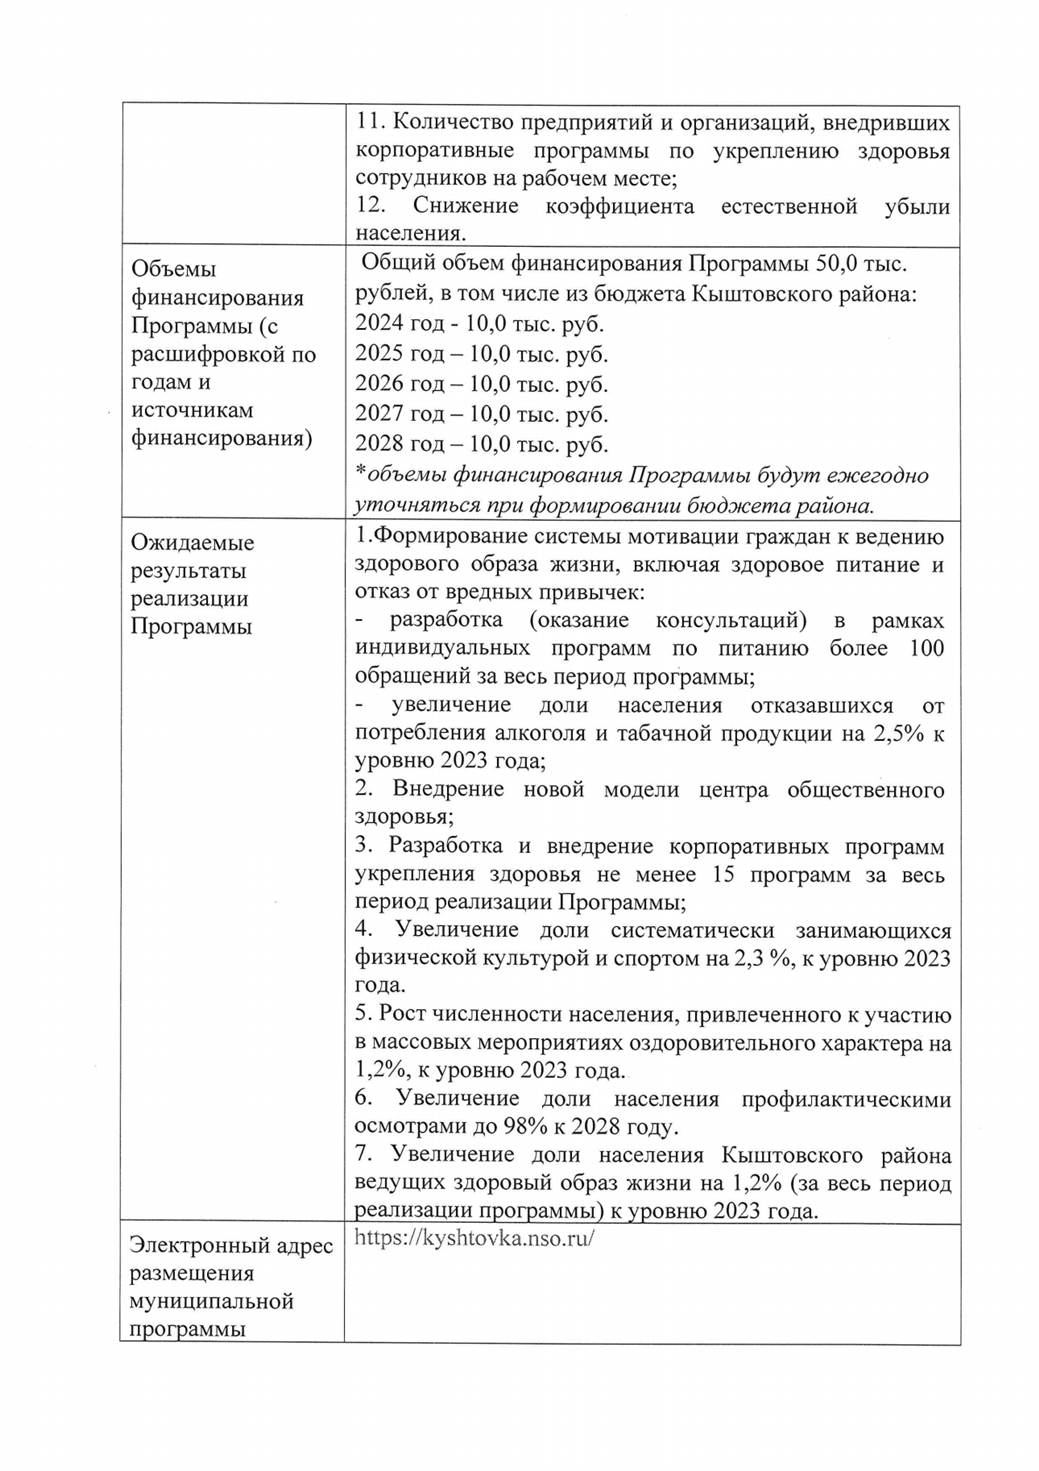 11. Количество предприятий и организаций, внедривших
корпоративные программы по укреплению здоровья
сотрудников на рабочем месте;
12. Снижение коэффициента естественной убыли
населения.
Объемы
финансирования
Программы (с
расшифровкой по
годам и
источникам
финансирования)
Общий объем финансирования Программы 50,0 тыс.
рублей, в том числе из бюджета Кыштовского района:
2024 год - 10,0 тыс. руб.
2025 год – 10,0 тыс. руб.
2026 год – 10,0 тыс. руб.
2027 год – 10,0 тыс. руб.
2028 год – 10,0 тыс. руб.
*объемы финансирования Программы будут ежегодно
уточняться при формировании бюджета района.
Ожидаемые
результаты
реализации
Программы
1.Формирование системы мотивации граждан к ведению
здорового образа жизни, включая здоровое питание и
отказ от вредных привычек:
- разработка (оказание консультаций) в рамках
индивидуальных программ по питанию более 100
обращений за весь период программы;
- увеличение доли населения отказавшихся от
потребления алкоголя и табачной продукции на 2,5% к
уровню 2023 года;
2. Внедрение новой модели центра общественного
здоровья;
3. Разработка и внедрение корпоративных программ
укрепления здоровья не менее 15 программ за весь
период реализации Программы;
4. Увеличение доли систематически занимающихся
физической культурой и спортом на 2,3 %, к уровню 2023
года.
5. Рост численности населения, привлеченного к участию
в массовых мероприятиях оздоровительного характера на
1,2%, к уровню 2023 года.
6. Увеличение доли населения профилактическими
осмотрами до 98% к 2028 году.
7. Увеличение доли населения Кыштовского района
ведущих здоровый образ жизни на 1,2% (за весь период
реализации программы) к уровню 2023 года.
Электронный адрес
размещения
муниципальной
программы
https://kyshtovka.nso.ru/